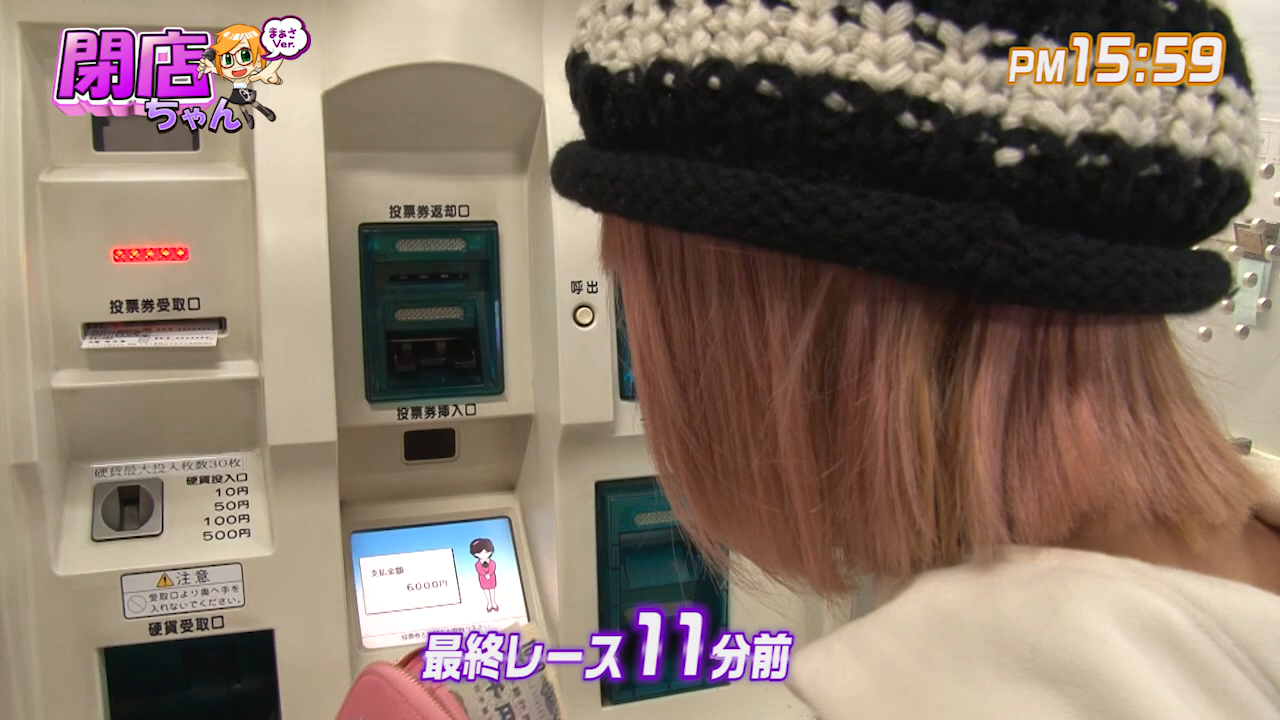 閉店
ちゃん
まぁさ
Ver.
PM15:59
投票券返却口
呼出
投票券受取口
投票券挿入口
硬貨最大投入枚数30枚
硬貨投入口
10円
50円
100円
500円
注意
受取口より奥へ手を
入れないでください。
硬貨受取口
支払金額
6,000円
最終レース11分前